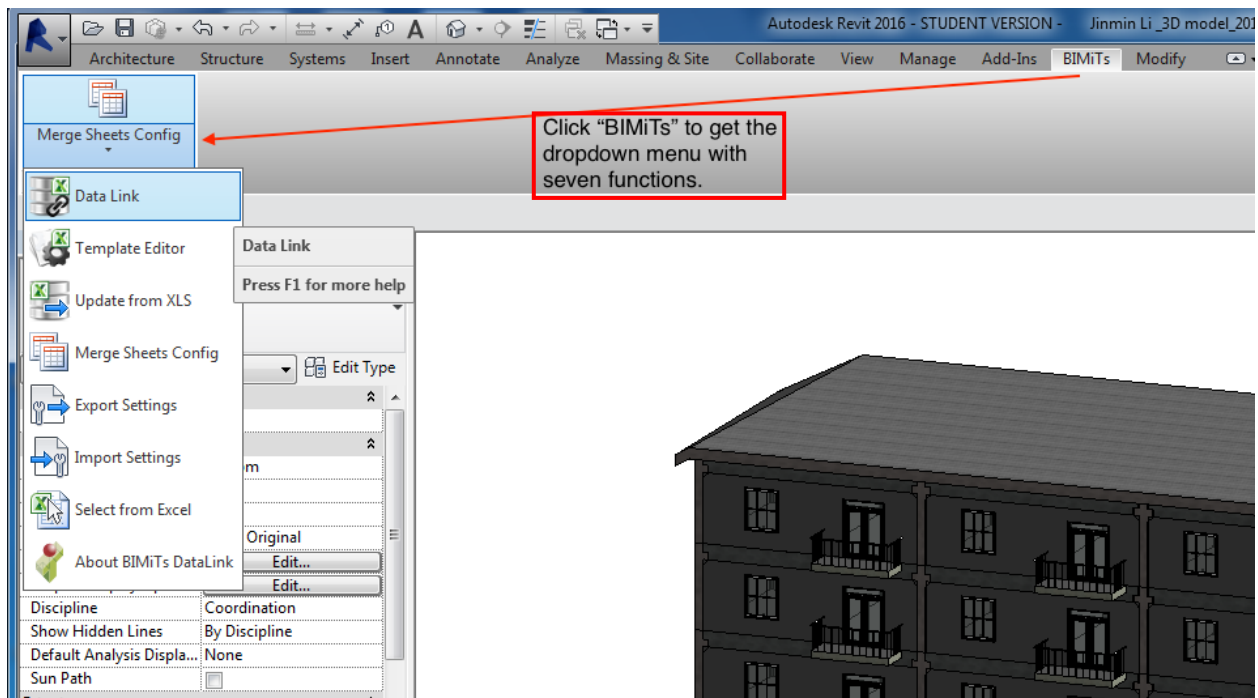 Autodesk Revit 2016 - STUDENT VERSION - Jinmin Li _3D model_201
Architecture Structure Systems Insert Annotate Analyze Massing & Site Collaborate View Manage Add-Ins BIMiTs Modify
Merge Sheets Config
Click “BIMiTs” to get the
dropdown menu with
seven functions.
Data Link
Template Editor
Update from XLS
Merge Sheets Config
Export Settings
Import Settings
Select from Excel
About BIMiTs DataLink
Data Link
Press F1 for more help
Edit Type
Original
Edit...
Edit...
Discipline Coordination
Show Hidden Lines By Discipline
Default Analysis Displa... None
Sun Path